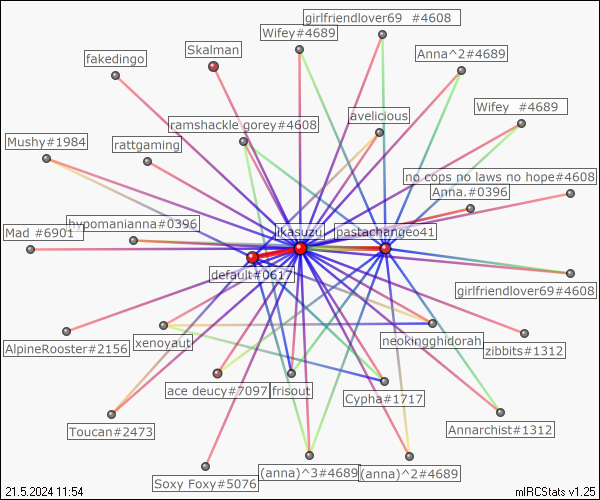 girlfriendlover69 #4608
Wifey#4689
Skalman
Anna^2#4689
fakedingo
Wifey #4689
avelicious
ramshackle gorey#4608
Mushy#1984
rattgaming
no cops no laws no hope#4608
Anna.#0396
hypomanianna#0396
Mad #6901
ikasuzu
pastachangeo41
default#0617
girlfriendlover69#4608
xenoyaut
neokingghidorah
AlpineRooster#2156
zibbits#1312
ace deucy#7097
frisout
Cypha#1717
Toucan#2473
Annarchist#1312
(anna)^3#4689
(anna)^2#4689
Soxy Foxy#5076
21.5.2024 11:54
mIRCStats v1.25